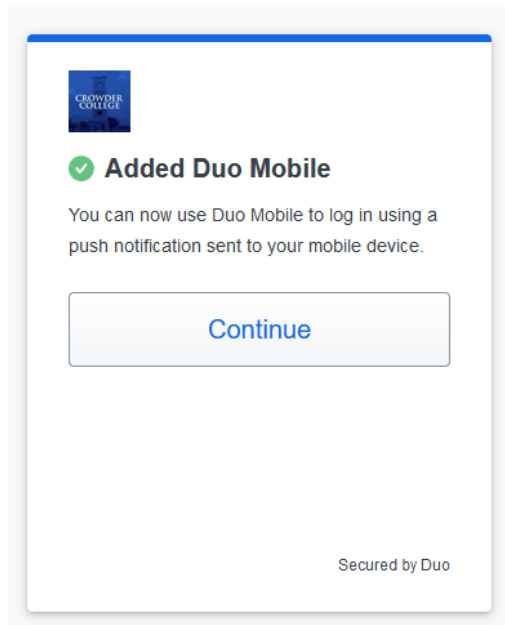 CROWDER
COLLEGE
Added Duo Mobile
You can now use Duo Mobile to log in using a
push notification sent to your mobile device.
Continue
Secured by Duo